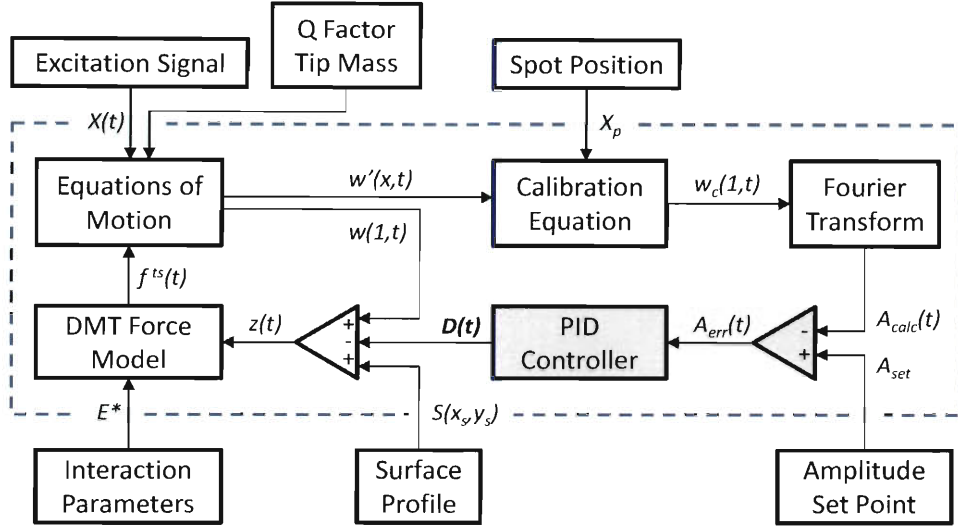 Excitation Signal
Q Factor
Tip Mass
Spot Position
X(t)
X_p
Equations of
Motion
w'(x,t)
w(1,t)
Calibration
Equation
w_c(1,t)
Fourier
Transform
f^ts(t)
DMT Force
Model
z(t)
+
-
+
D(t)
PID
Controller
A_err(t)
-
+
A_calc(t)
A_set
E*
S(x_s,y_s)
Interaction
Parameters
Surface
Profile
Amplitude
Set Point